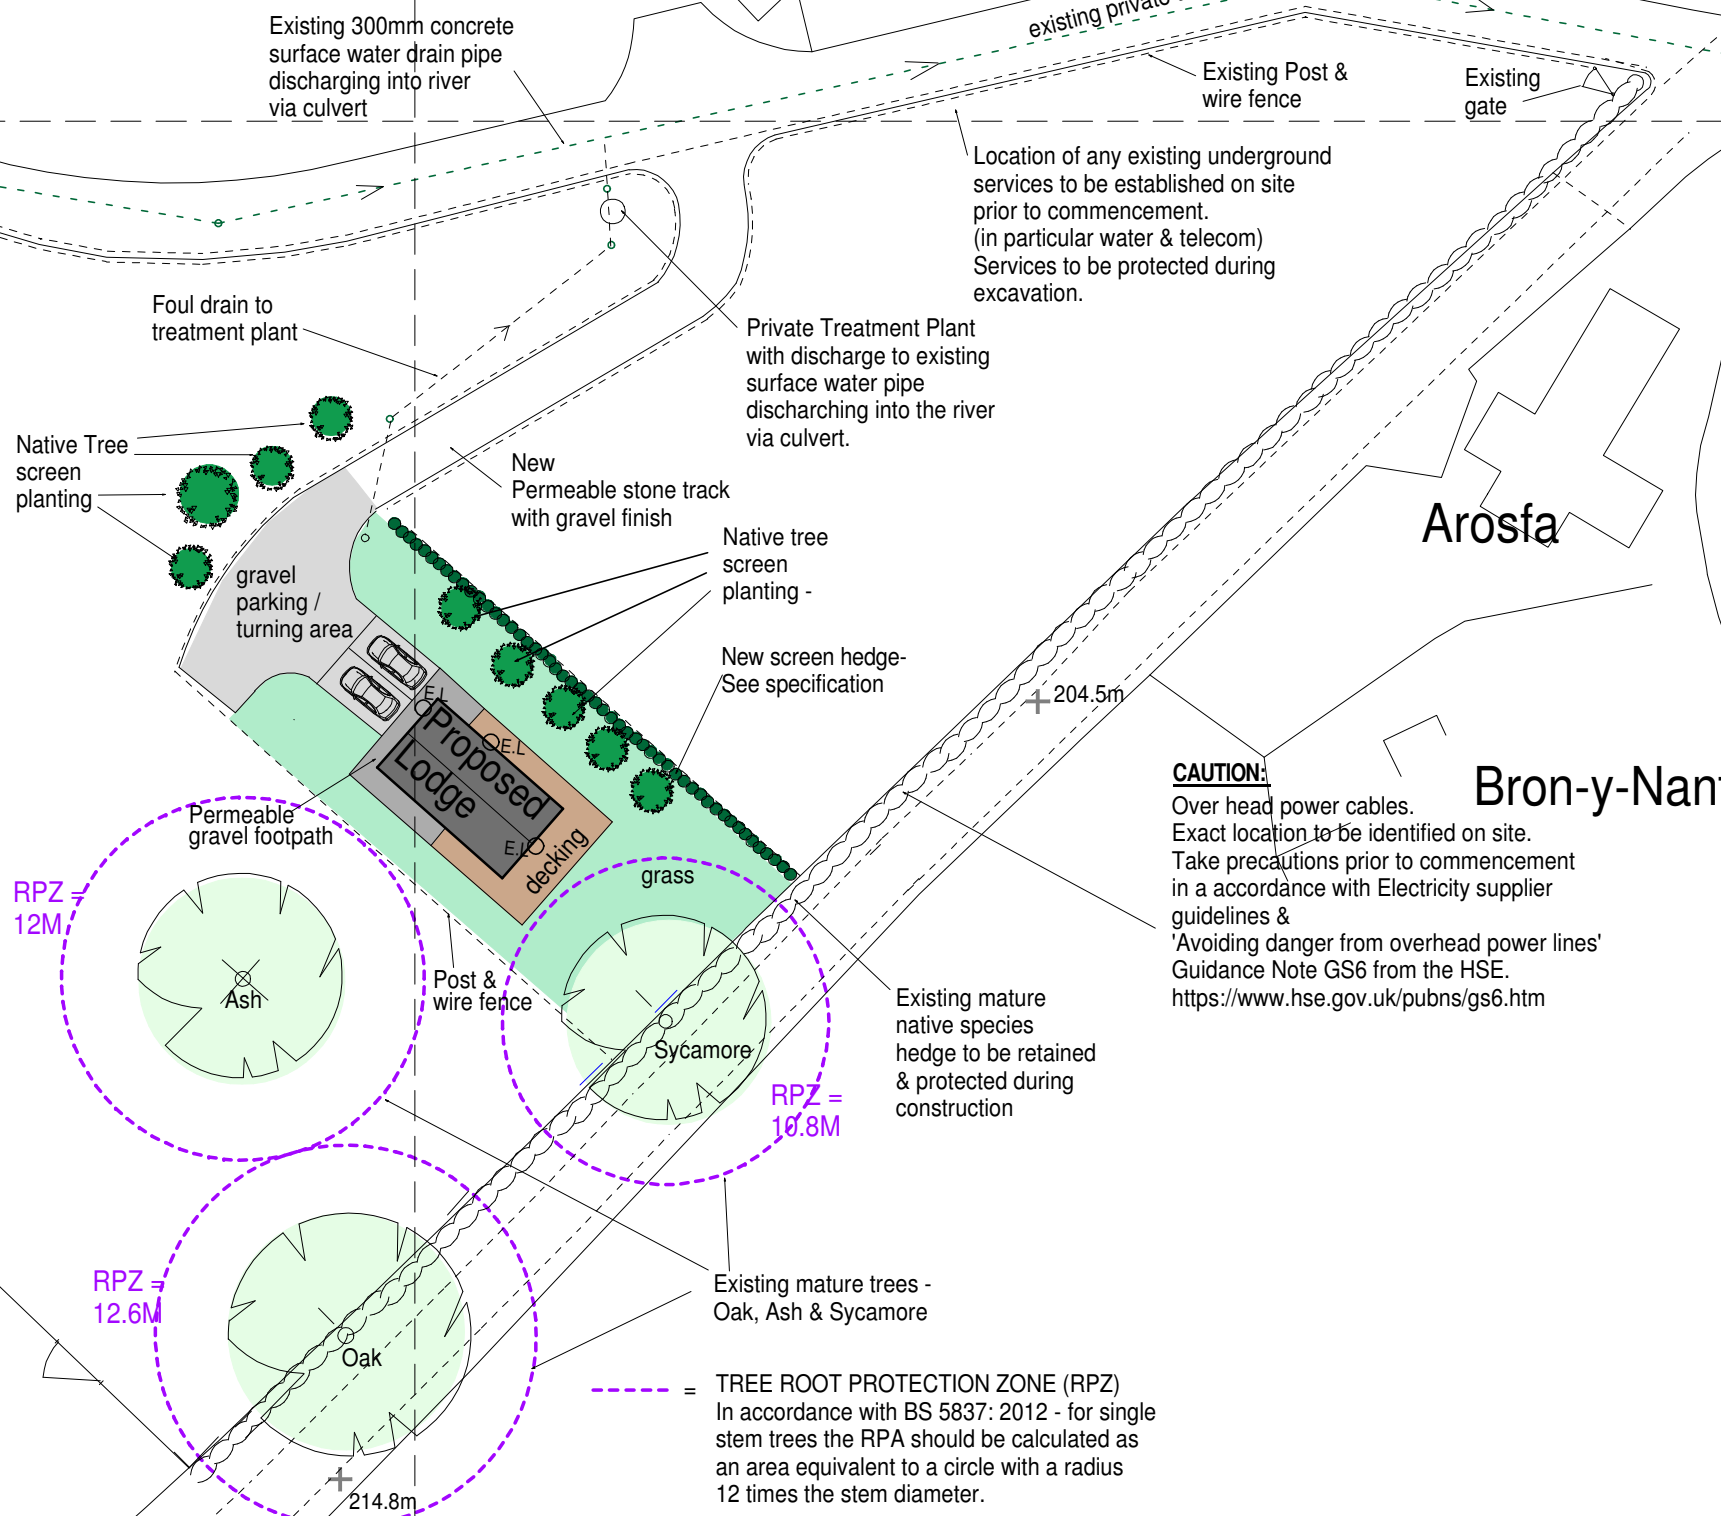 Existing 300mm concrete
surface water drain pipe
discharging into river
via culvert
existing private
Existing Post &
wire fence
Existing
gate
Location of any existing underground
services to be established on site
prior to commencement.
(in particular water & telecom)
Services to be protected during
excavation.
Foul drain to
treatment plant
Private Treatment Plant
with discharge to existing
surface water pipe
discharching into the river
via culvert.
Native Tree
screen
planting
New
Permeable stone track
with gravel finish
Native tree
screen
planting -
Arosfa
gravel
parking /
turning area
New screen hedge-
See specification
204.5m
E.L
E.L
E.L
Proposed
Lodge
decking
grass
Permeable
gravel footpath
CAUTION:
Over head power cables.
Exact location to be identified on site.
Take precautions prior to commencement
in a accordance with Electricity supplier
guidelines &
'Avoiding danger from overhead power lines'
Guidance Note GS6 from the HSE.
https://www.hse.gov.uk/pubns/gs6.htm
Bron-y-Nant
RPZ =
12M
Ash
Post &
wire fence
Sycamore
RPZ =
10.8M
Existing mature
native species
hedge to be retained
& protected during
construction
RPZ =
12.6M
Oak
Existing mature trees -
Oak, Ash & Sycamore
=
TREE ROOT PROTECTION ZONE (RPZ)
In accordance with BS 5837: 2012 - for single
stem trees the RPA should be calculated as
an area equivalent to a circle with a radius
12 times the stem diameter.
214.8m